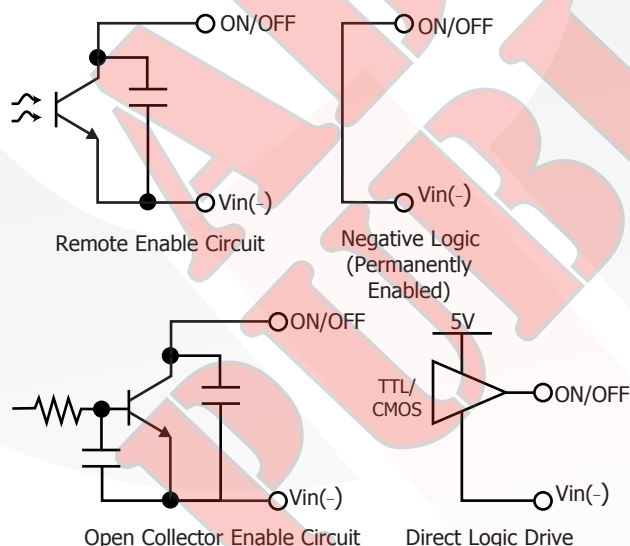 ON/OFF
Vin(-)
Remote Enable Circuit
ON/OFF
Vin(-)
Negative Logic
(Permanently
Enabled)
ON/OFF
Vin(-)
Open Collector Enable Circuit
5V
TTL/
CMOS
ON/OFF
Vin(-)
Direct Logic Drive